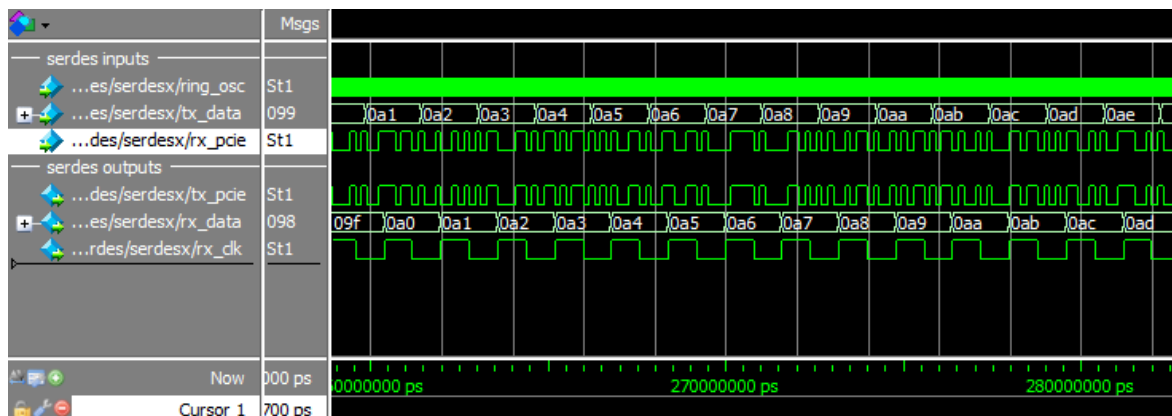 Msgs
serdes inputs
...es/serdesx/ring_osc St1
...es/serdesx/tx_data 099 0a1 0a2 0a3 0a4 0a5 0a6 0a7 0a8 0a9 0aa 0ab 0ac 0ad 0ae
...des/serdesx/rx_pcie St1
serdes outputs
...des/serdesx/tx_pcie St1
...es/serdesx/rx_data 098 09f 0a0 0a1 0a2 0a3 0a4 0a5 0a6 0a7 0a8 0a9 0aa 0ab 0ac 0ad
...rdes/serdesx/rx_clk St1
Now 000 ps 0000000 ps 270000000 ps 280000000 ps
Cursor 1 700 ps